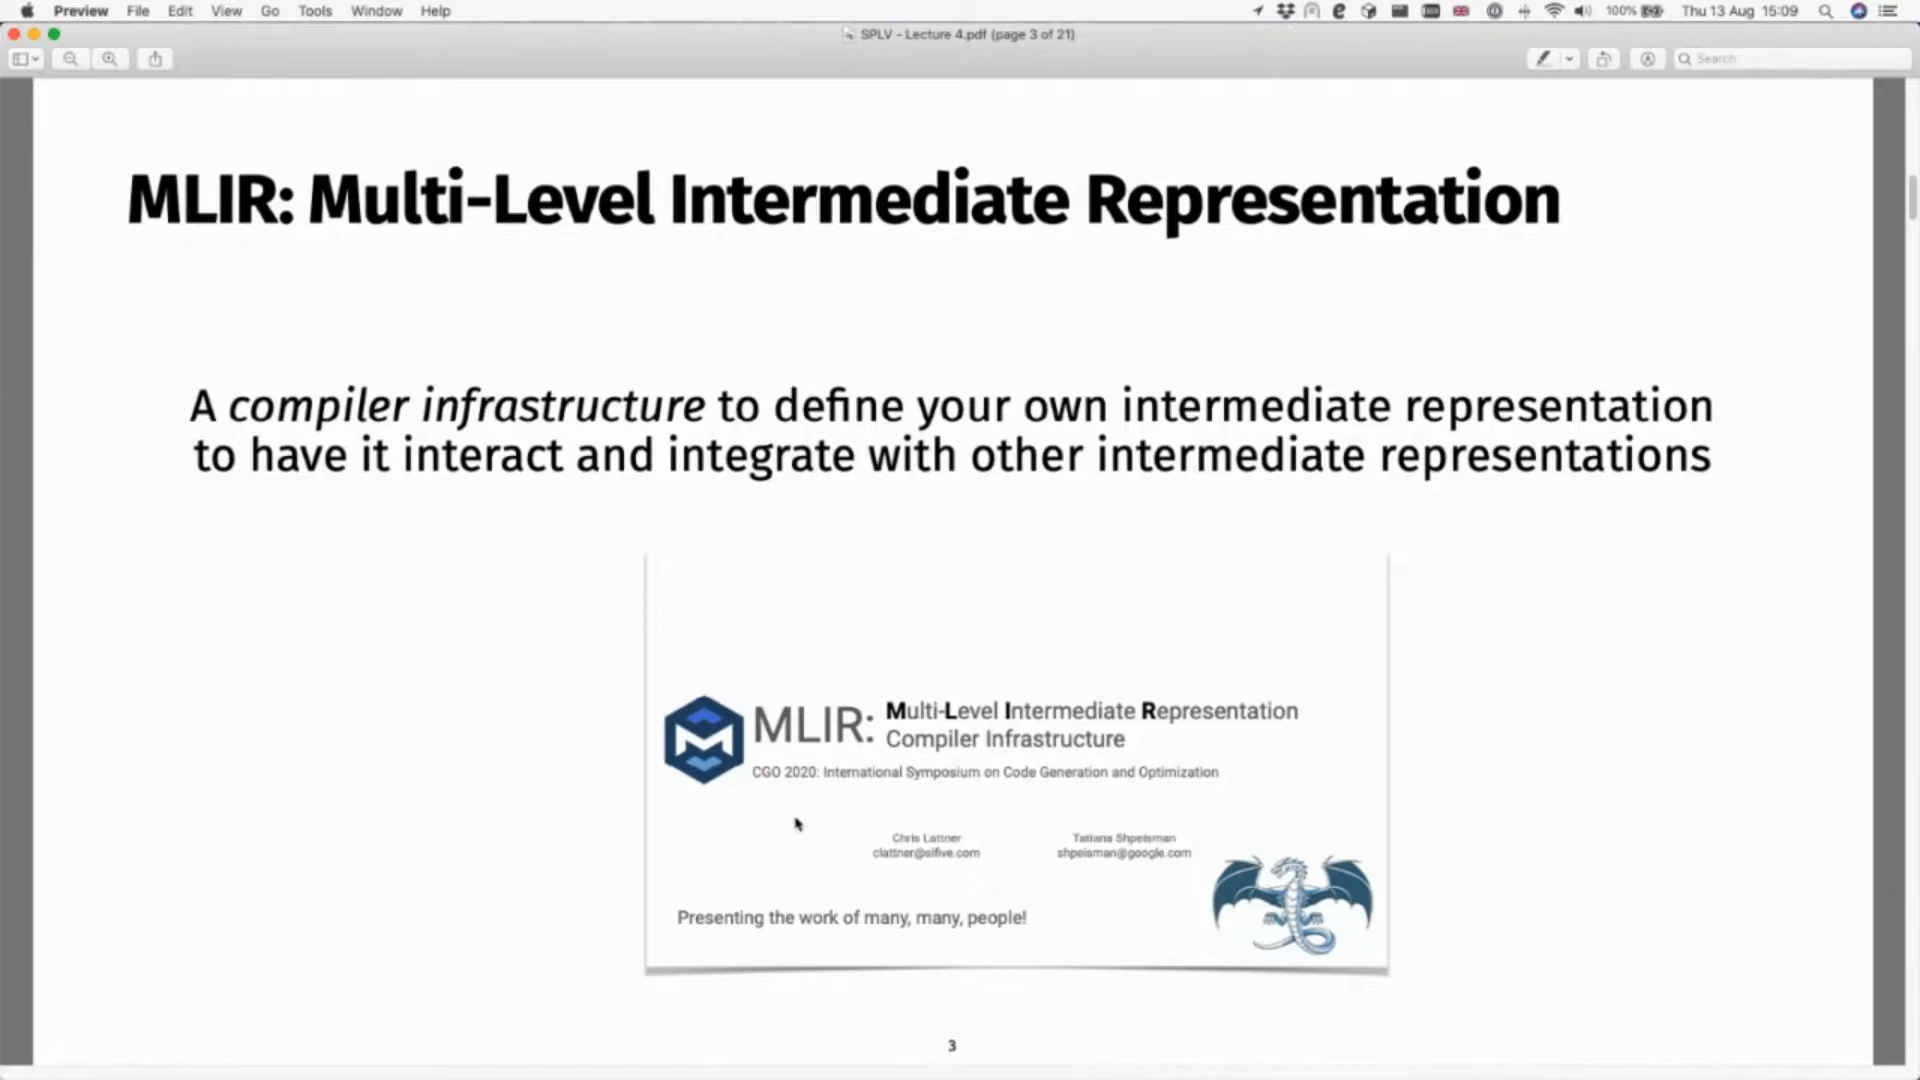 Preview File Edit View Go Tools Window Help 100% Thu 13 Aug 15:09
SPLV - Lecture 4.pdf (page 3 of 21)
Search
MLIR: Multi-Level Intermediate Representation
A compiler infrastructure to define your own intermediate representation
to have it interact and integrate with other intermediate representations
MLIR: Multi-Level Intermediate Representation
Compiler Infrastructure
CGO 2020: International Symposium on Code Generation and Optimization
Chris Lattner Tatiana Shpeisman
clattner@sifive.com shpeisman@google.com
Presenting the work of many, many, people!
3